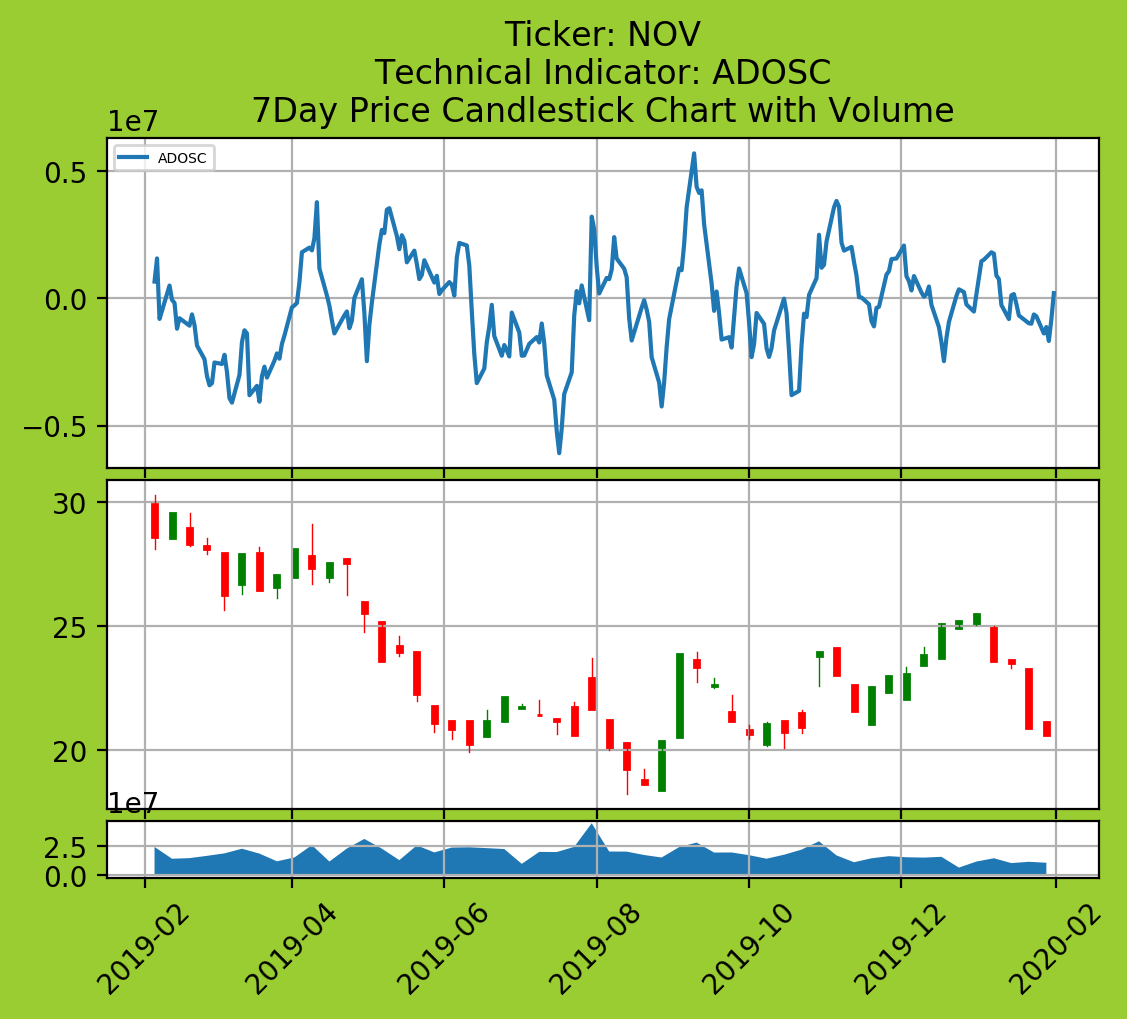 Ticker: NOV
Technical Indicator: ADOSC
7Day Price Candlestick Chart with Volume
1e7
ADOSC
0.5
0.0
−0.5
30
25
20
1e7
2.5
0.0
2019-02
2019-04
2019-06
2019-08
2019-10
2019-12
2020-02